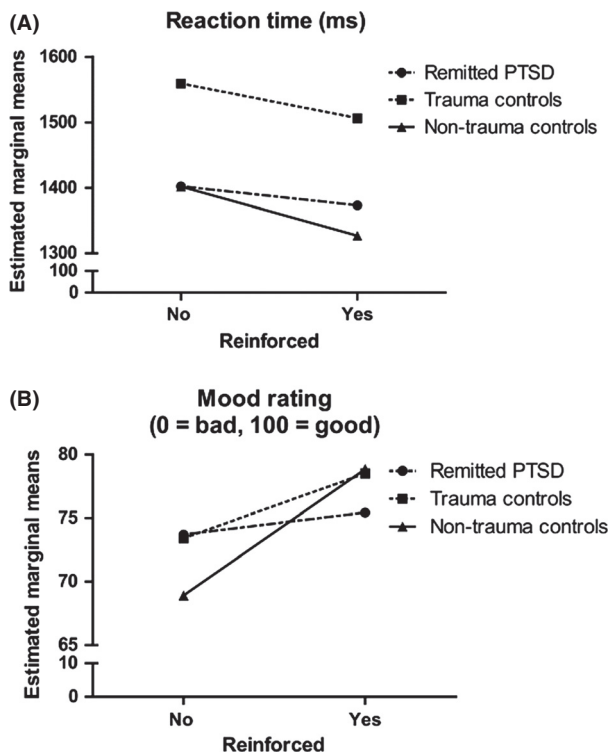 (A)
Reaction time (ms)
Estimated marginal means
1600
1500
1400
1300
100
0
No
Yes
Reinforced
Remitted PTSD
Trauma controls
Non-trauma controls
(B)
Mood rating
(0 = bad, 100 = good)
Estimated marginal means
80
75
70
65
10
0
No
Yes
Reinforced
Remitted PTSD
Trauma controls
Non-trauma controls